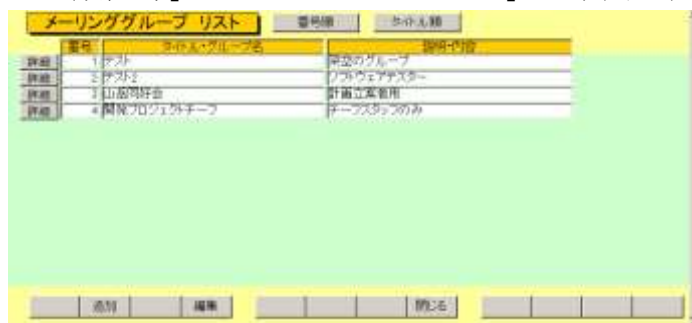 メーリンググループ リスト 番号順 タイトル順
番号 タイトル・グループ名 説明・内容
詳細 1 テスト 架空のグループ
詳細 2 テスト2 ソフトウェアテスター
詳細 3 山岳同好会 計画立案者用
詳細 4 開発プロジェクトチーフ チーフスタッフのみ
追加 編集 閉じる